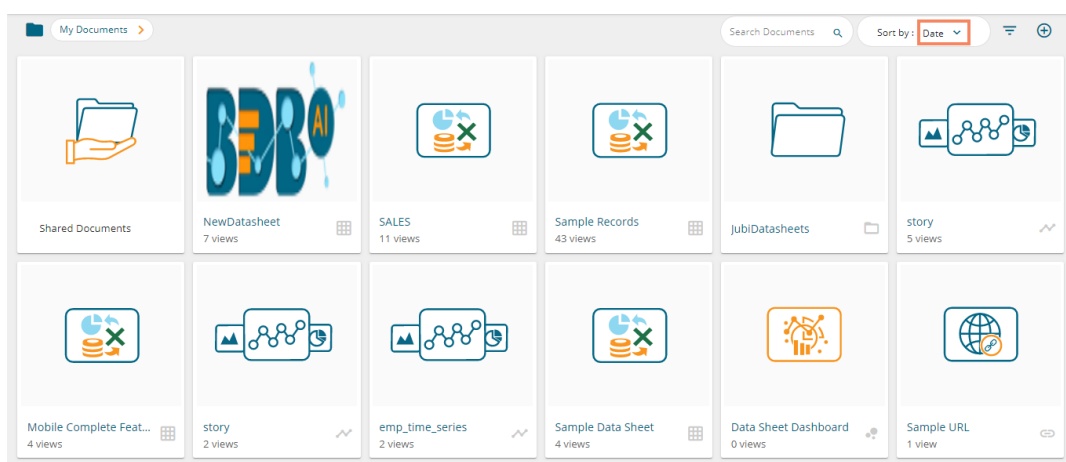 My Documents
Search Documents
Sort by : Date
BDB AI
Shared Documents
NewDatasheet
7 views
SALES
11 views
Sample Records
43 views
JubiDatasheets
story
5 views
Mobile Complete Feat...
4 views
story
2 views
emp_time_series
2 views
Sample Data Sheet
4 views
Data Sheet Dashboard
0 views
Sample URL
1 view